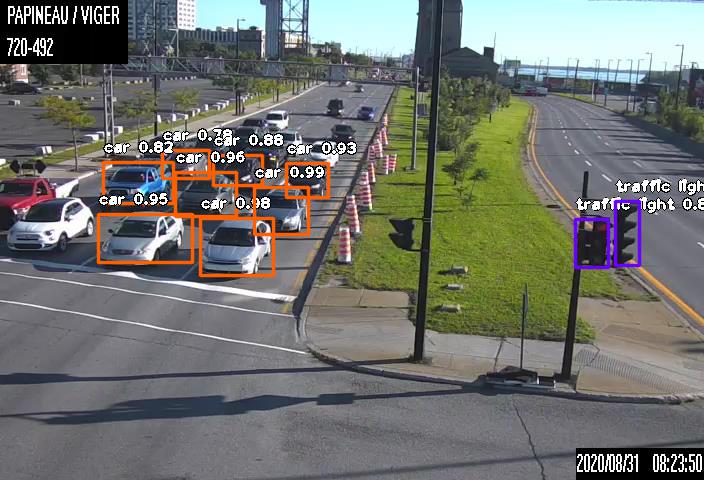 PAPINEAU / VIGER
720-492
car 0.78
car 0.82
car 0.88
car 0.93
car 0.96
car 0.99
car 0.95
car 0.98
traffic ligh
traffic light 0.8
2020/08/31 08:23:50